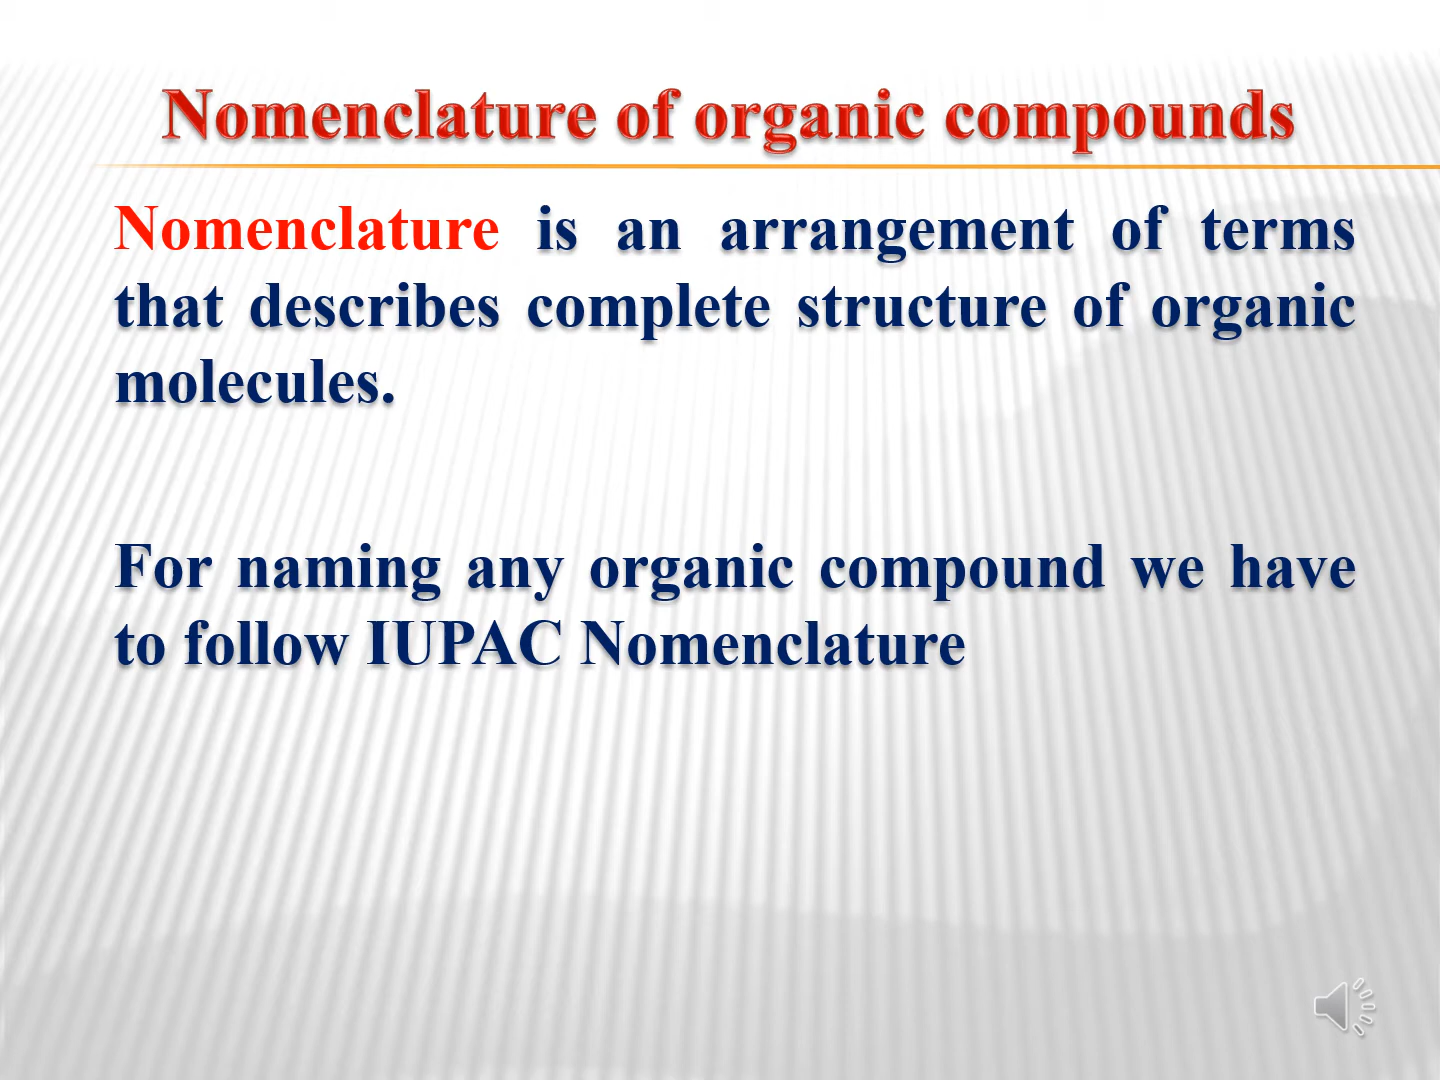 Nomenclature of organic compounds
Nomenclature is an arrangement of terms
that describes complete structure of organic
molecules.
For naming any organic compound we have
to follow IUPAC Nomenclature